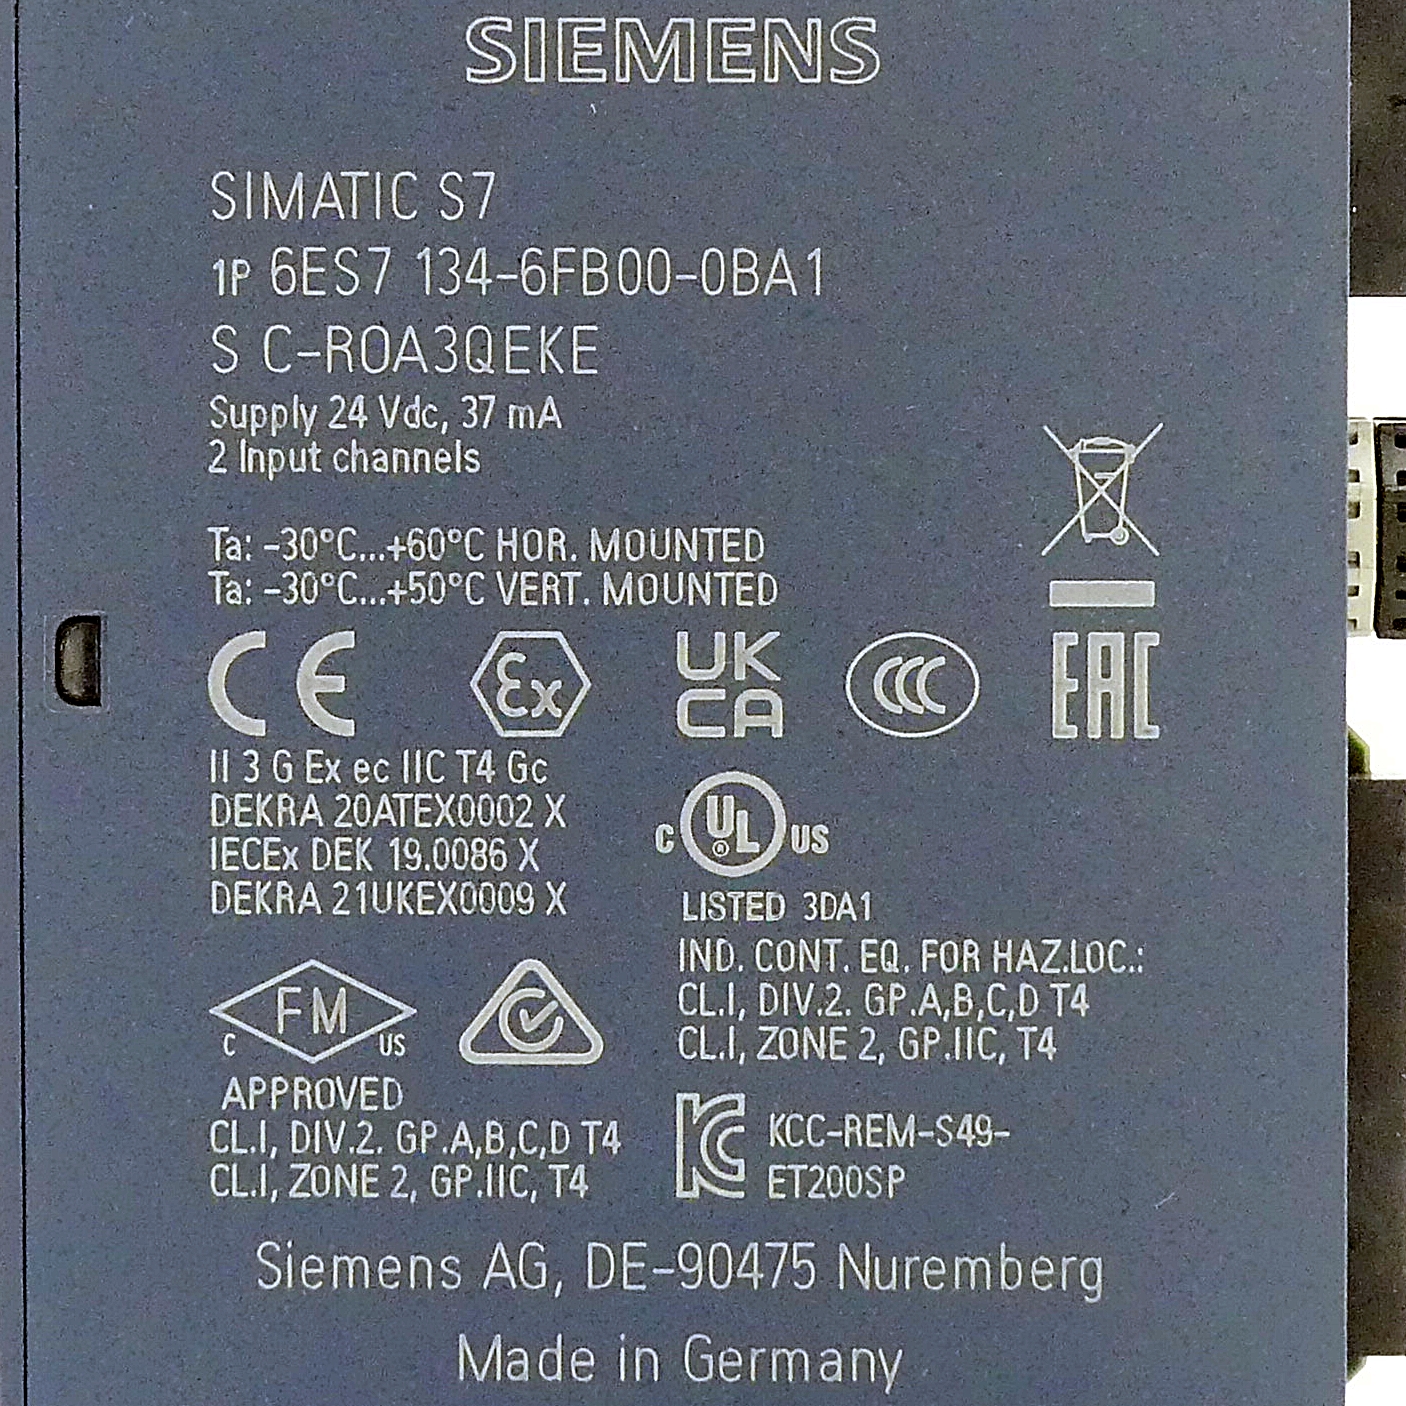 SIEMENS
SIMATIC S7
1P 6ES7 134-6FB00-0BA1
S C-R0A3QEKE
Supply 24 Vdc, 37 mA
2 Input channels
Ta: -30°C...+60°C HOR. MOUNTED
Ta: -30°C...+50°C VERT. MOUNTED
CE Ex UK CA CCC EAC
II 3 G Ex ec IIC T4 Gc
DEKRA 20ATEX0002 X
IECEx DEK 19.0086 X
DEKRA 21UKEX0009 X
C UL ® US
LISTED 3DA1
IND. CONT. EQ. FOR HAZ.LOC.:
CL.I, DIV.2. GP.A,B,C,D T4
CL.I, ZONE 2, GP.IIC, T4
FM
C US
APPROVED
CL.I, DIV.2. GP.A,B,C,D T4
CL.I, ZONE 2, GP.IIC, T4
KCC-REM-S49-
ET200SP
Siemens AG, DE-90475 Nuremberg
Made in Germany